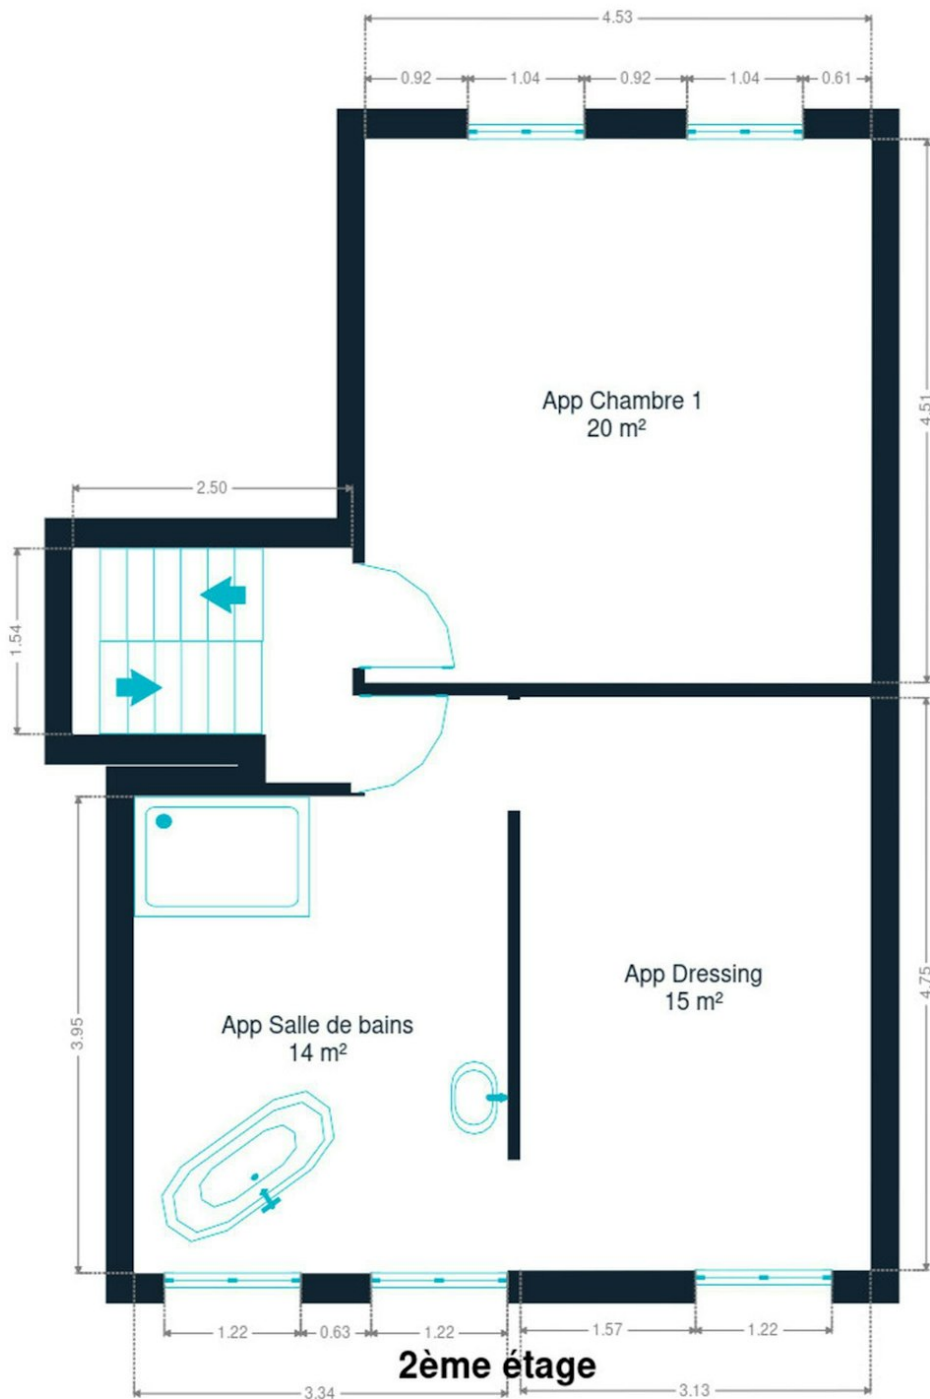 4.53
0.92 1.04 0.92 1.04 0.61
App Chambre 1
20 m²
4.51
2.50
1.54
App Dressing
15 m²
4.75
App Salle de bains
14 m²
3.95
1.22 0.63 1.22 1.57 1.22
2ème étage
3.34 3.13